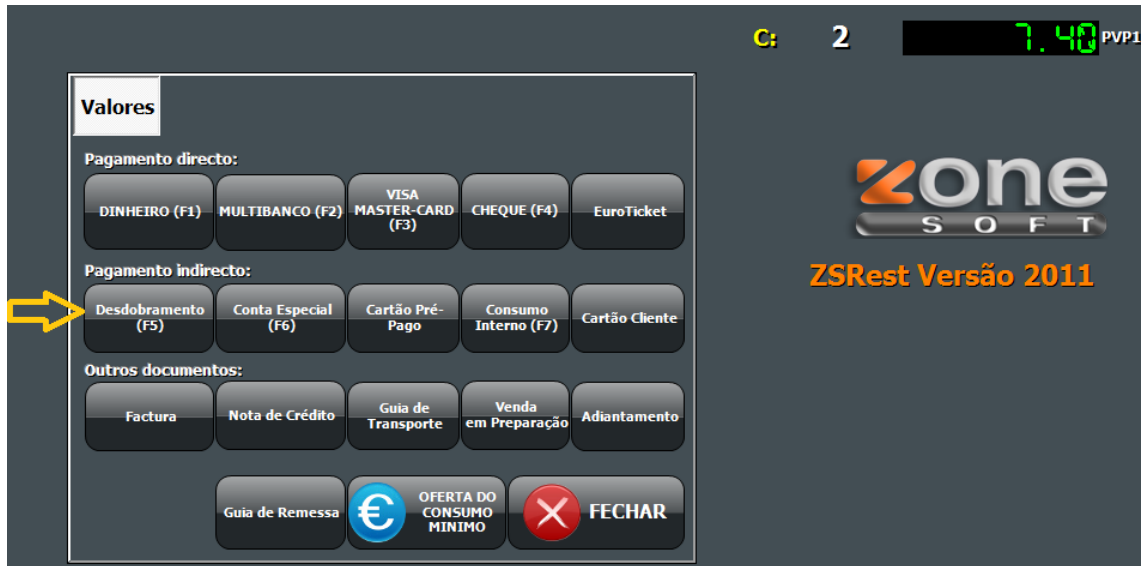 C: 2 7.40 PVP1
Valores
Pagamento directo:
DINHEIRO (F1)
MULTIBANCO (F2)
VISA
MASTER-CARD
(F3)
CHEQUE (F4)
EuroTicket
Pagamento indirecto:
Desdobramento
(F5)
Conta Especial
(F6)
Cartão Pré-
Pago
Consumo
Interno (F7)
Cartão Cliente
Outros documentos:
Factura
Nota de Crédito
Guia de
Transporte
Venda
em Preparação
Adiantamento
Guia de Remessa
€
OFERTA DO
CONSUMO
MINIMO
FECHAR
zone
SOFT
ZSRest Versão 2011